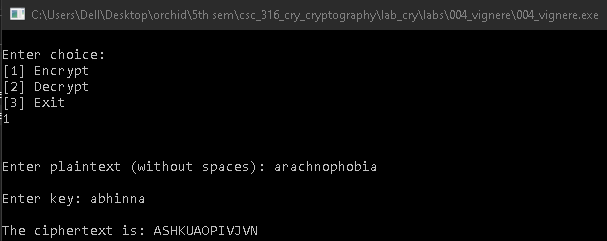 C:\Users\Dell\Desktop\orchid\5th sem\csc_316_cry_cryptography\lab_cry\labs\004_vignere\004_vignere.exe
Enter choice:
[1] Encrypt
[2] Decrypt
[3] Exit
1
Enter plaintext (without spaces): arachnophobia
Enter key: abhinna
The ciphertext is: ASHKUAOPIVJVN